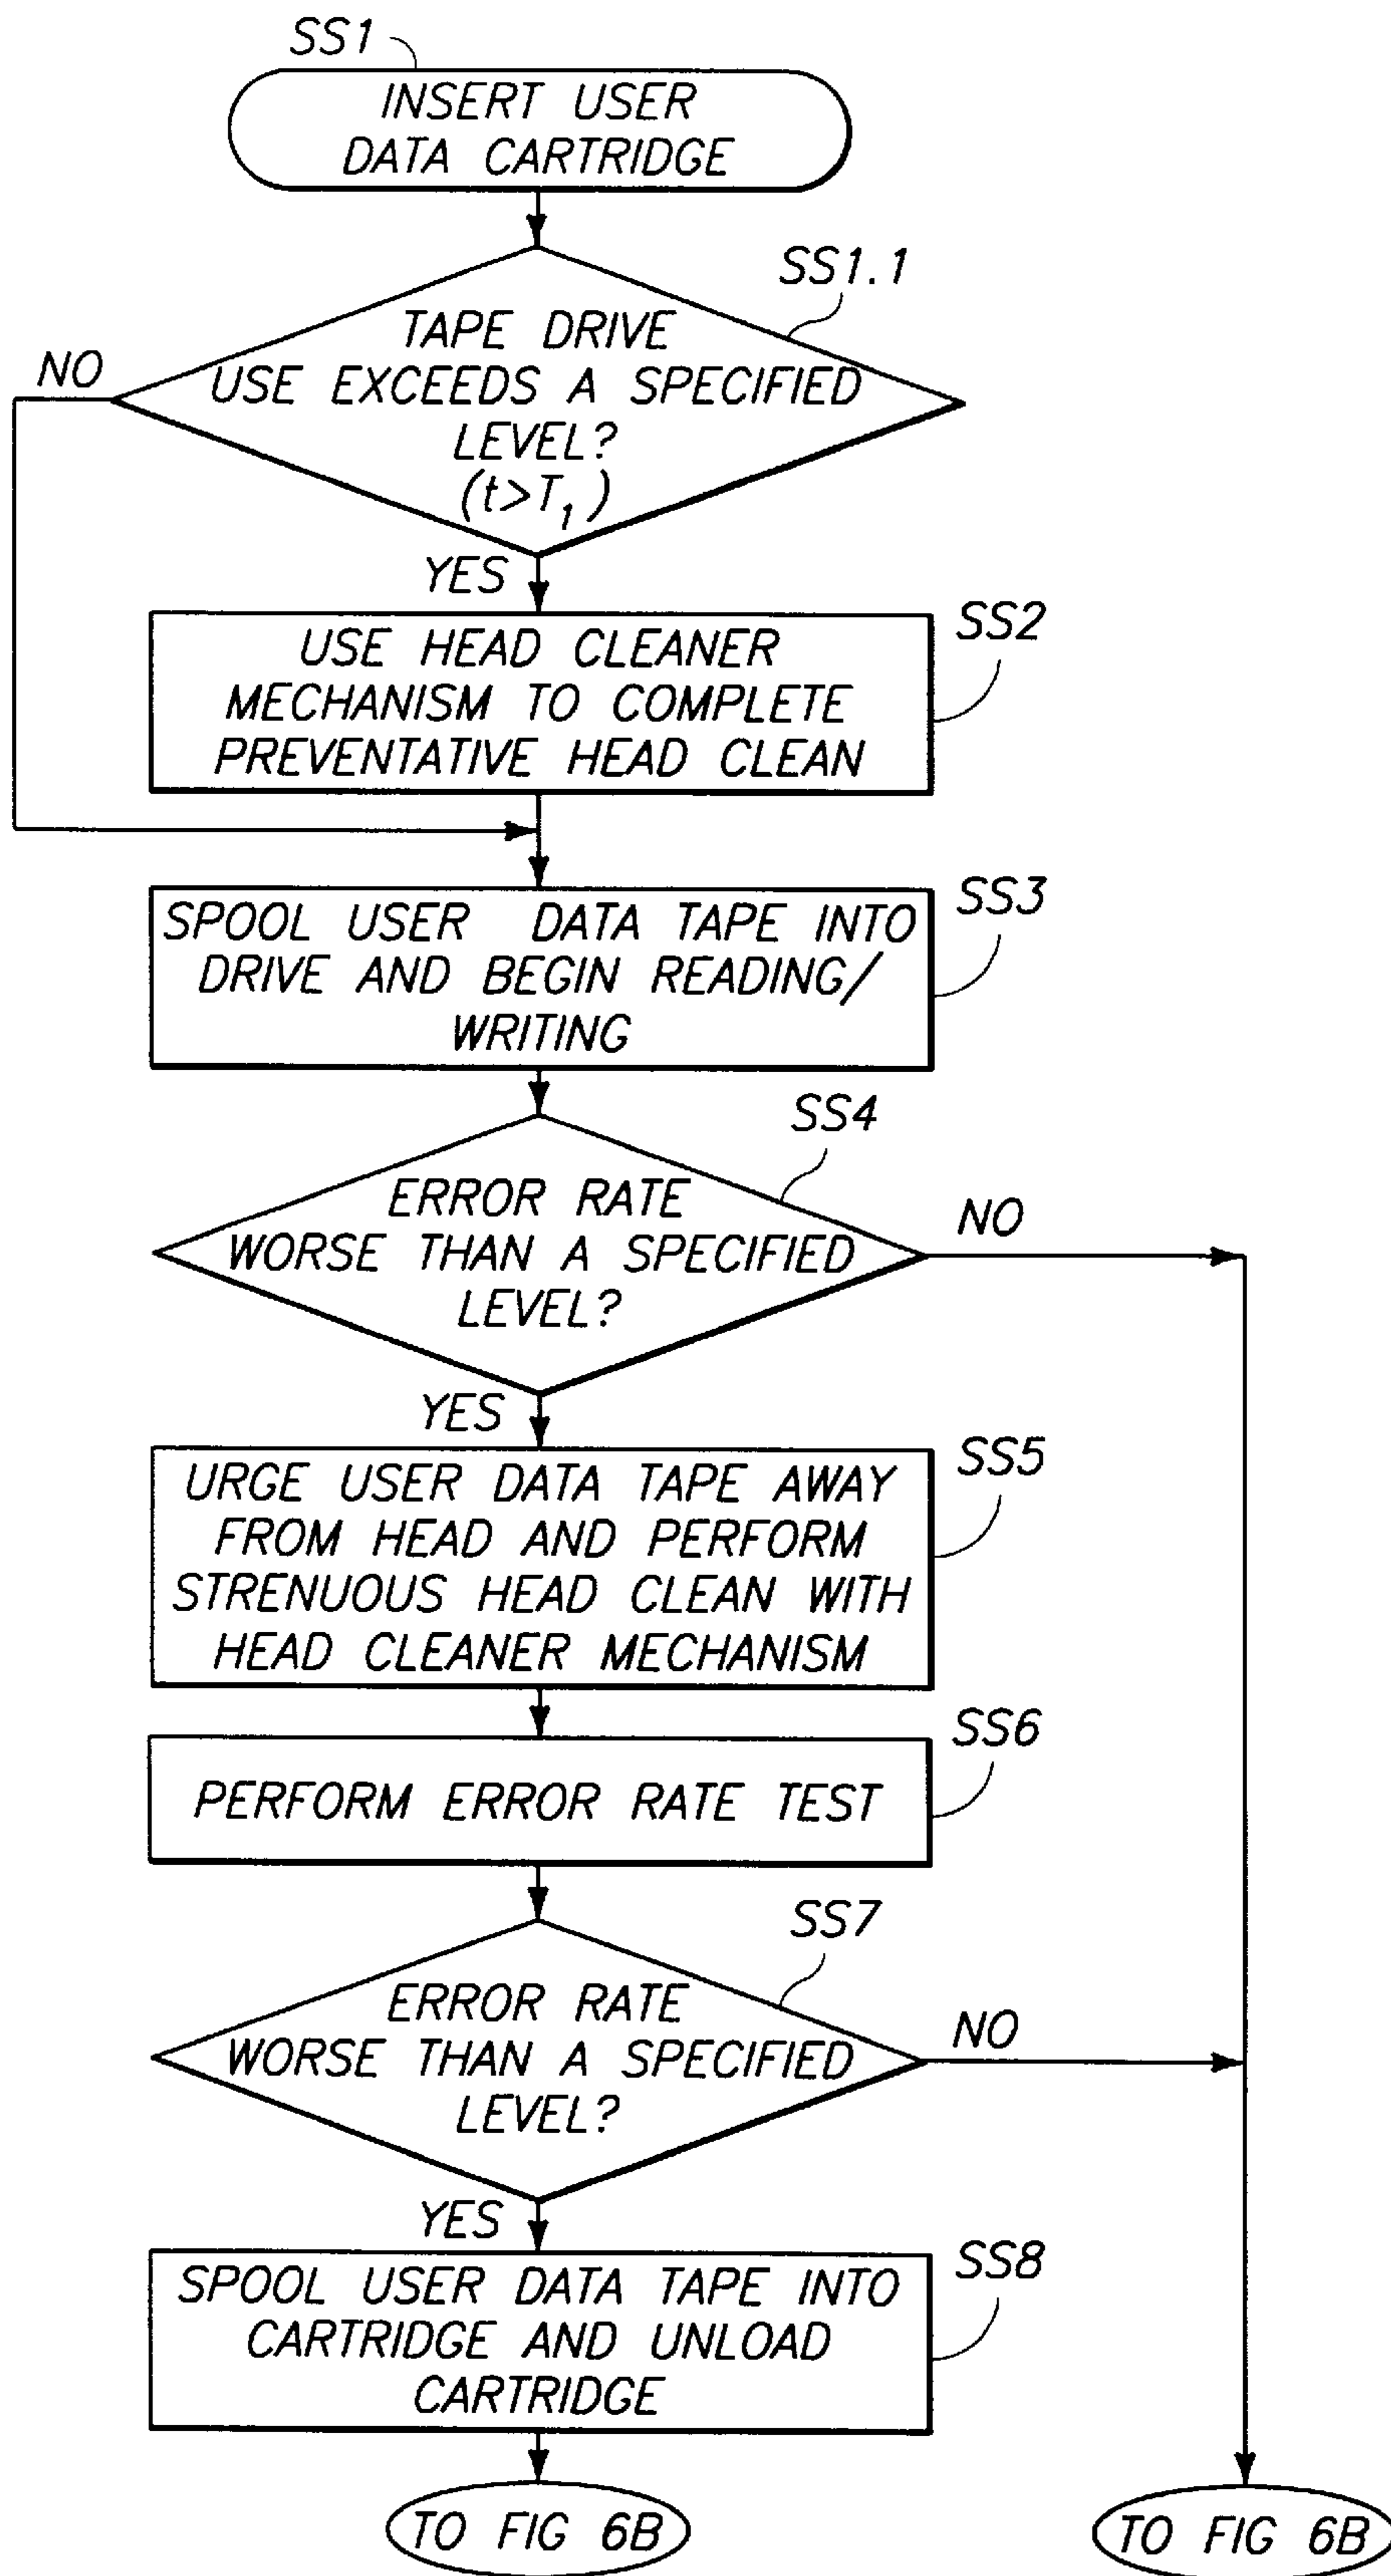 SS1
INSERT USER
DATA CARTRIDGE
SS1.1
TAPE DRIVE
USE EXCEEDS A SPECIFIED
LEVEL?
(t>T₁)
NO
YES
SS2
USE HEAD CLEANER
MECHANISM TO COMPLETE
PREVENTATIVE HEAD CLEAN
SS3
SPOOL USER DATA TAPE INTO
DRIVE AND BEGIN READING/
WRITING
SS4
ERROR RATE
WORSE THAN A SPECIFIED
LEVEL?
NO
YES
SS5
URGE USER DATA TAPE AWAY
FROM HEAD AND PERFORM
STRENUOUS HEAD CLEAN WITH
HEAD CLEANER MECHANISM
SS6
PERFORM ERROR RATE TEST
SS7
ERROR RATE
WORSE THAN A SPECIFIED
LEVEL?
NO
YES
SS8
SPOOL USER DATA TAPE INTO
CARTRIDGE AND UNLOAD
CARTRIDGE
TO FIG 6B
TO FIG 6B